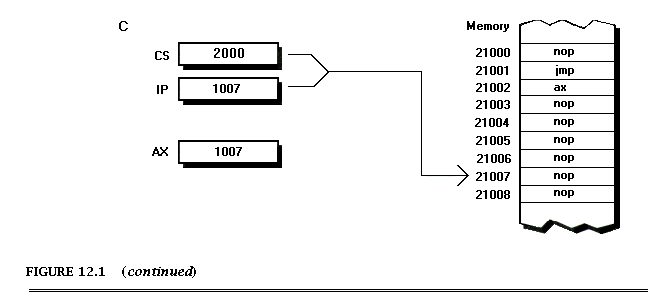 C
CS 2000
IP 1007
AX 1007
Memory
21000 nop
21001 jmp
21002 ax
21003 nop
21004 nop
21005 nop
21006 nop
21007 nop
21008 nop
FIGURE 12.1 (continued)